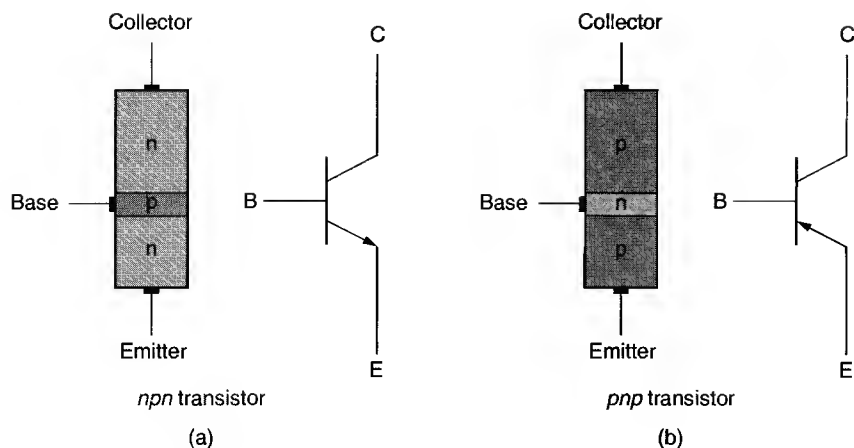 Collector
n
Base
p
n
Emitter
C
B
E
npn transistor
(a)
Collector
p
Base
n
p
Emitter
C
B
E
pnp transistor
(b)